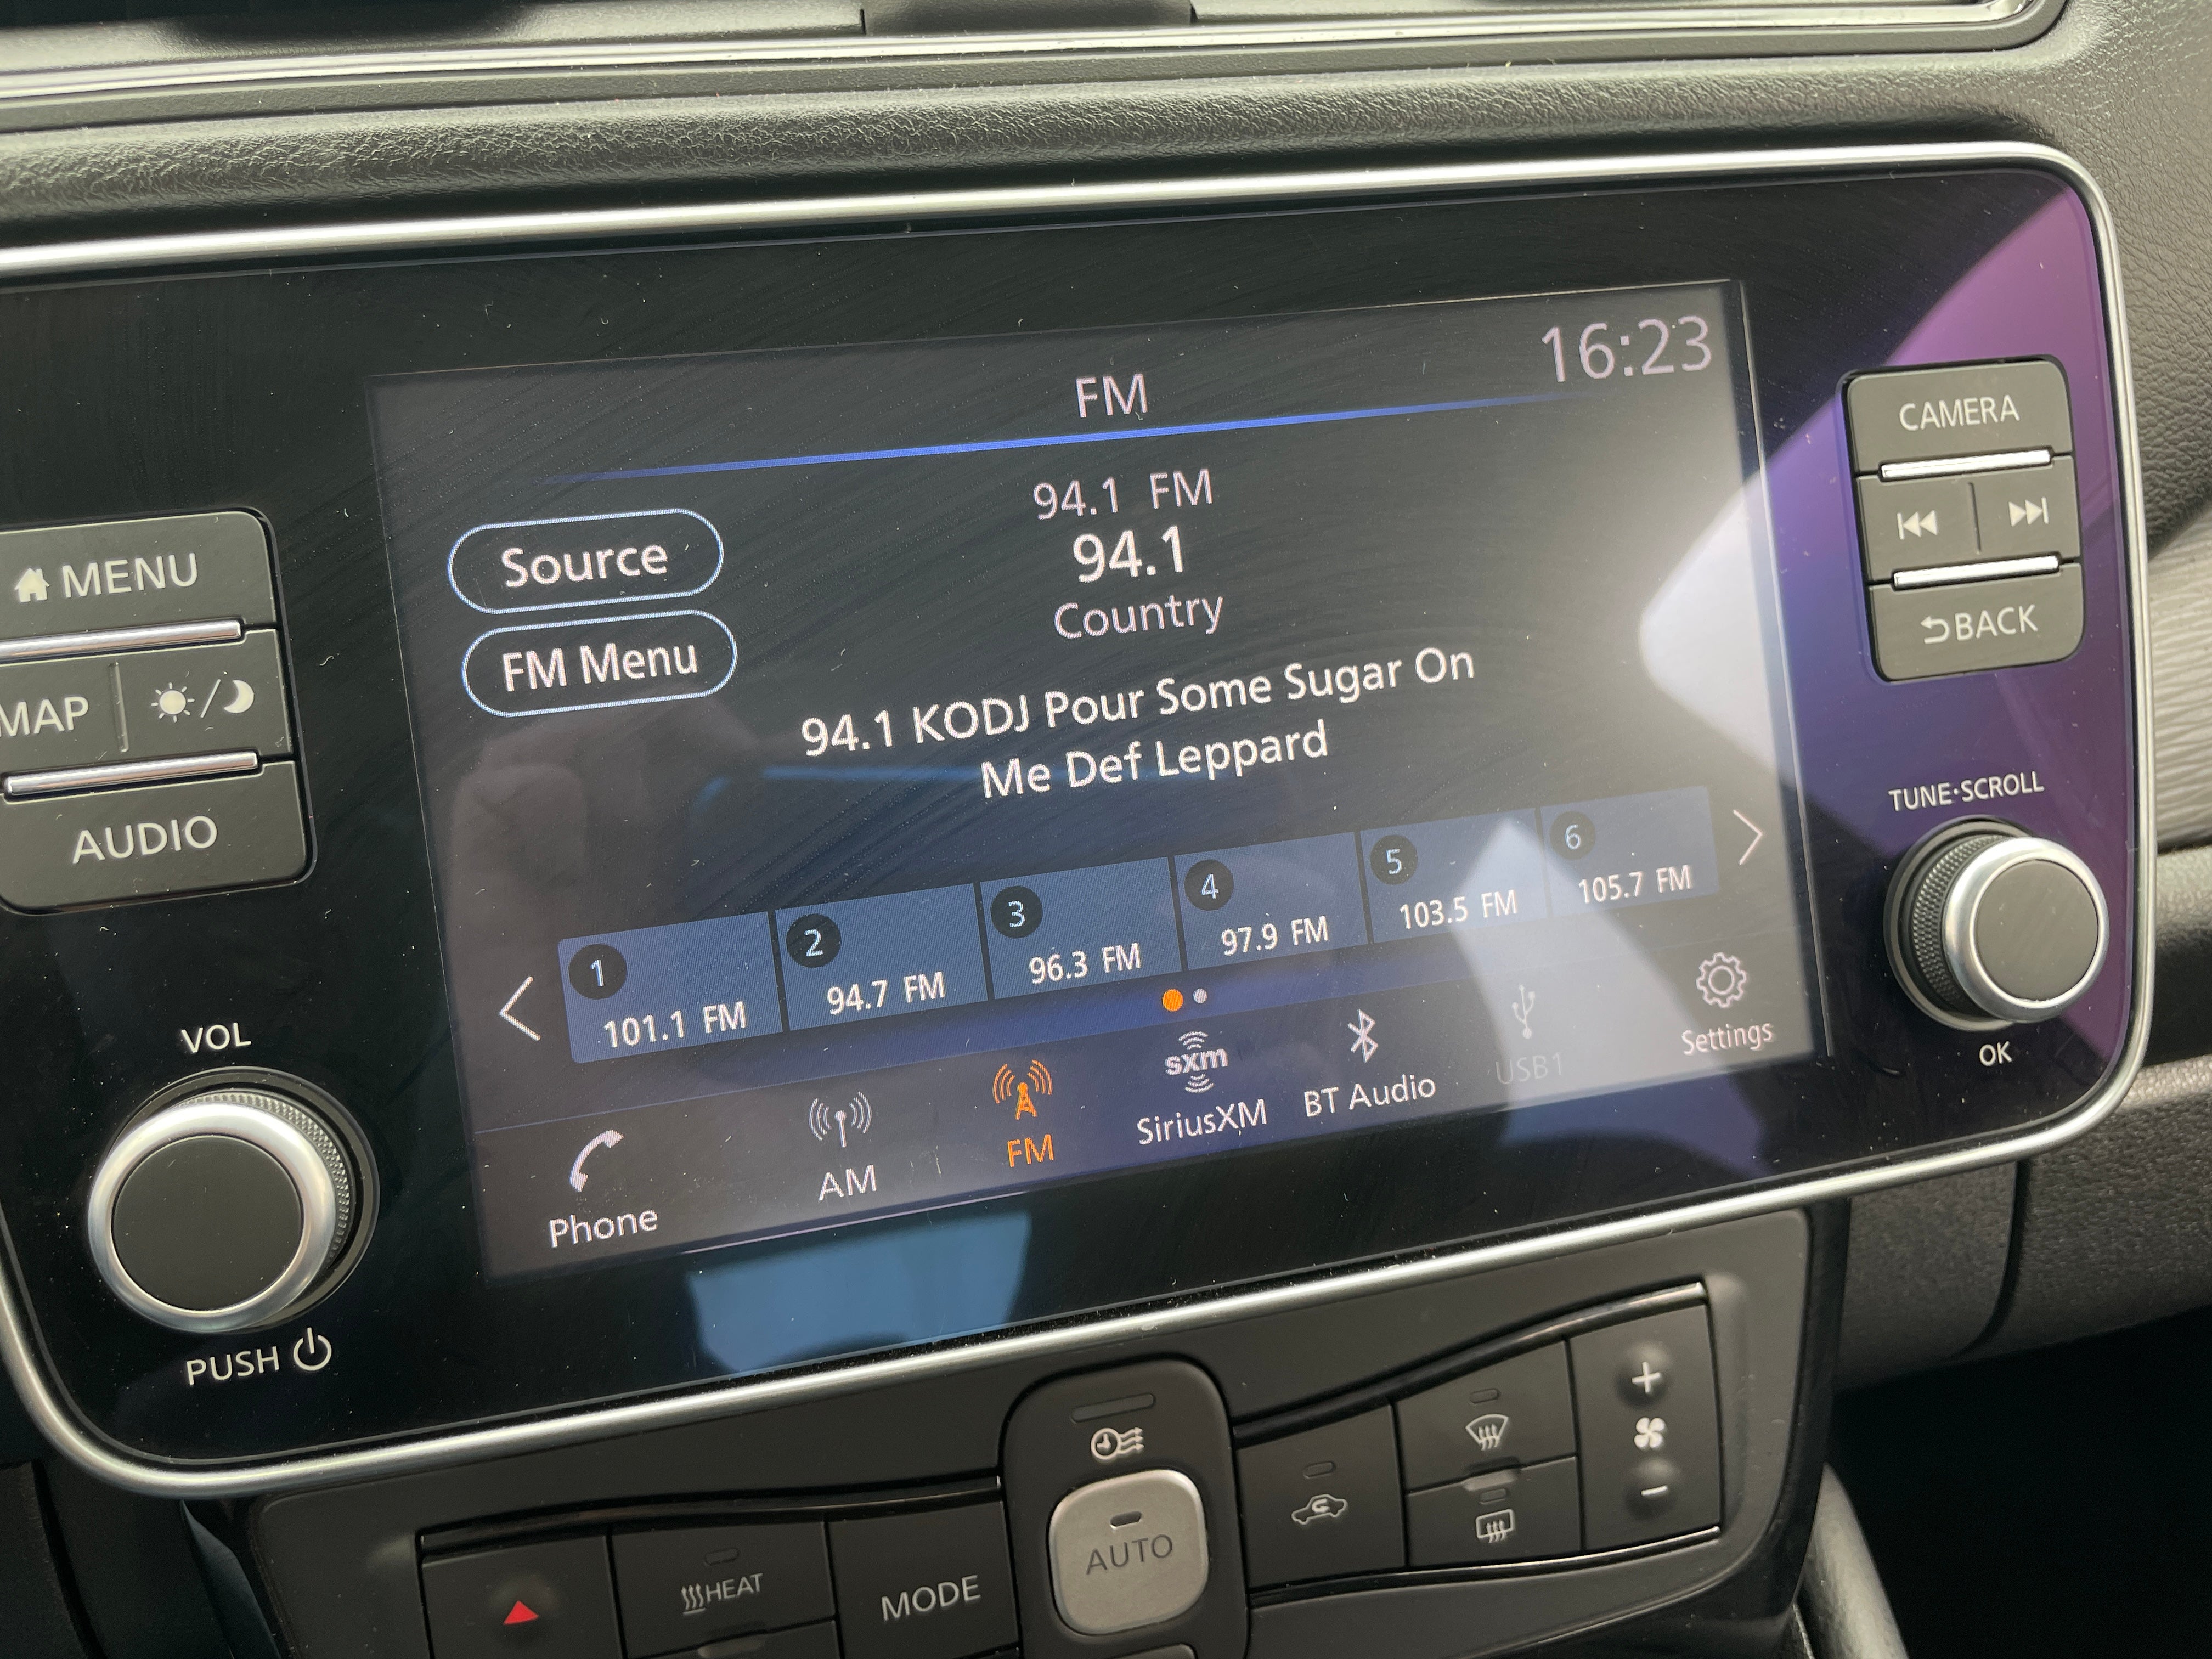 FM
16:23
94.1 FM
94.1
Country
Source
FM Menu
94.1 KODJ Pour Some Sugar On
Me Def Leppard
1
101.1 FM
2
94.7 FM
3
96.3 FM
4
97.9 FM
5
103.5 FM
6
105.7 FM
Phone
AM
FM
sxm
SiriusXM
BT Audio
USB1
Settings
MENU
MAP
AUDIO
VOL
PUSH
CAMERA
BACK
TUNE·SCROLL
OK
HEAT
MODE
AUTO
+
-